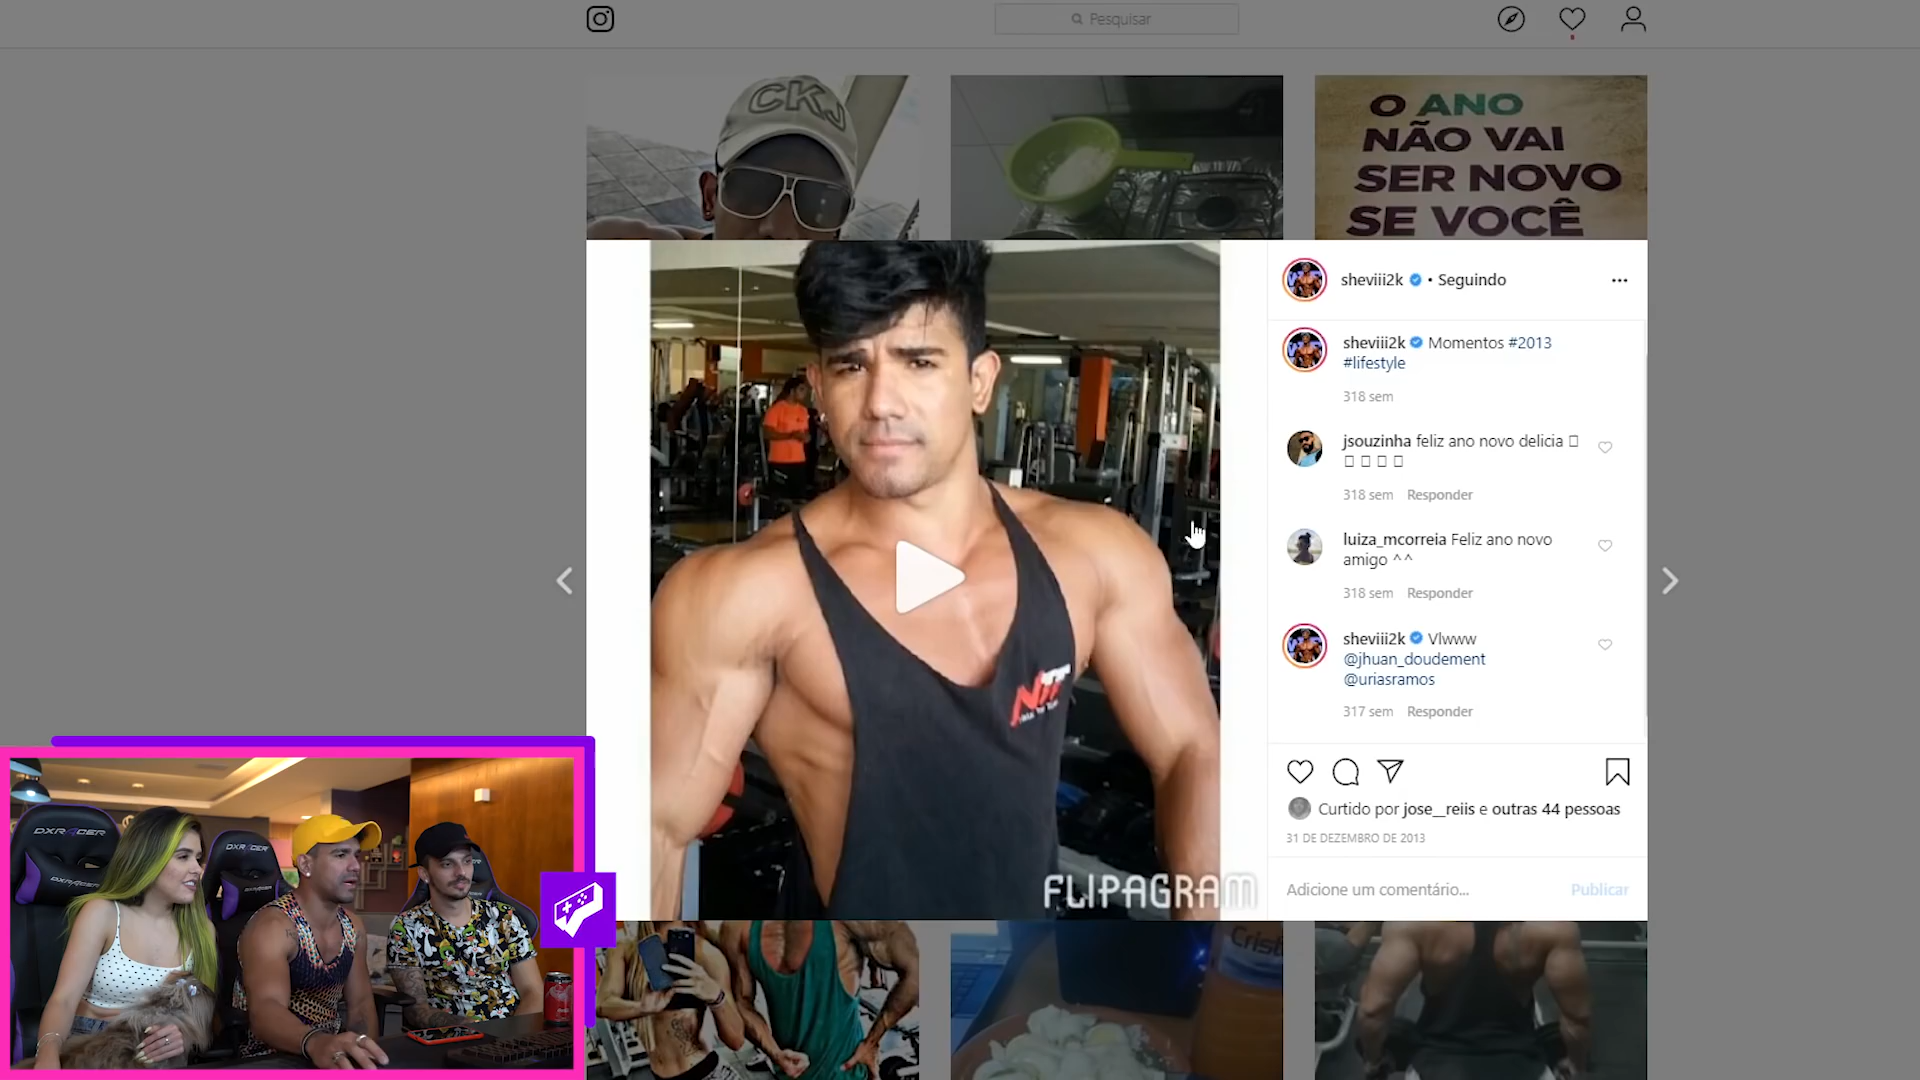 Pesquisar
CKJ
O ANO
NÃO VAI
SER NOVO
SE VOCÊ
sheviii2k • Seguindo
sheviii2k Momentos #2013
#lifestyle
318 sem
jsouzinha feliz ano novo delicia
318 sem Responder
luiza_mcorreia Feliz ano novo
amigo ^^
318 sem Responder
sheviii2k Vlwww
@jhuan_doudement
@uriasramos
317 sem Responder
Curtido por jose__reiis e outras 44 pessoas
31 DE DEZEMBRO DE 2013
Adicione um comentário... Publicar
FLIPAGRAM
DXRACER
DXRACER
DXRACER